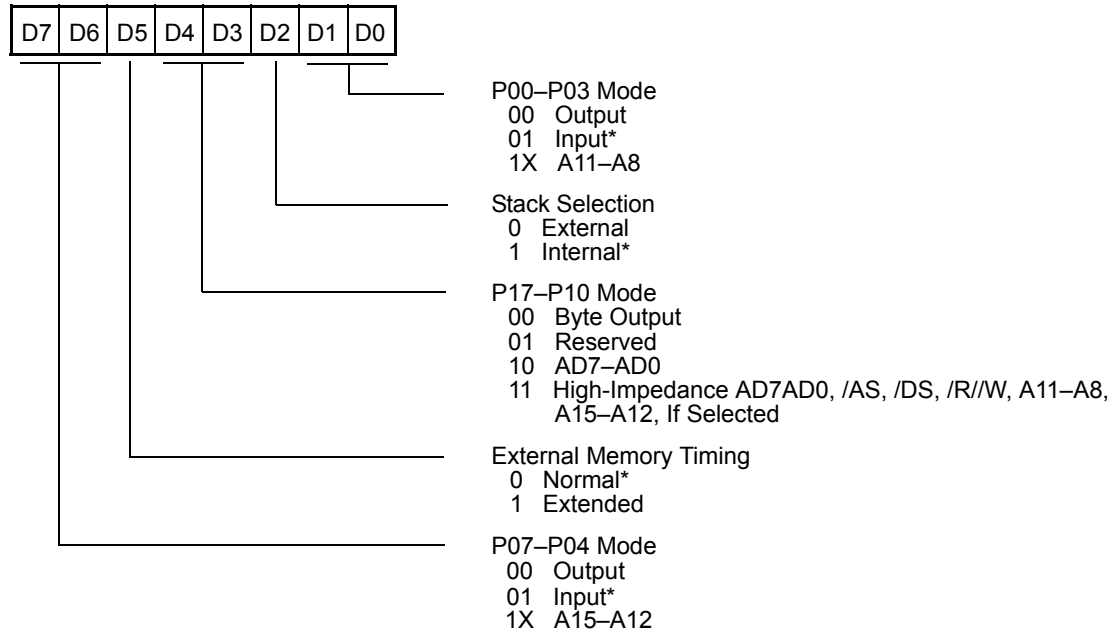 D7 D6 D5 D4 D3 D2 D1 D0
P00–P03 Mode
00 Output
01 Input*
1X A11–A8
Stack Selection
0 External
1 Internal*
P17–P10 Mode
00 Byte Output
01 Reserved
10 AD7–AD0
11 High-Impedance AD7AD0, /AS, /DS, /R//W, A11–A8,
A15–A12, If Selected
External Memory Timing
0 Normal*
1 Extended
P07–P04 Mode
00 Output
01 Input*
1X A15–A12